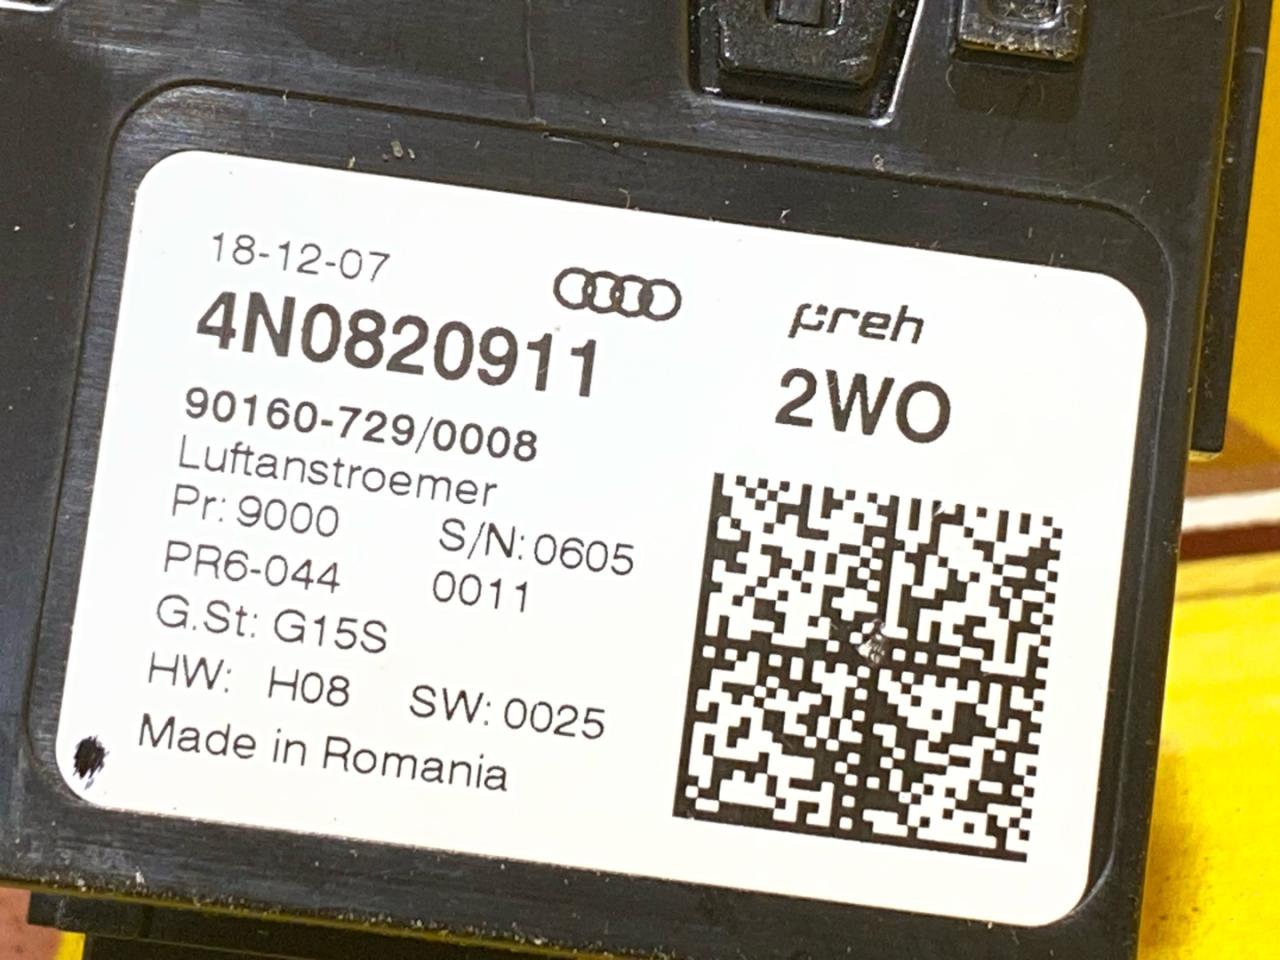 18-12-07
4N0820911
preh
2WO
90160-729/0008
Luftanstroemer
Pr: 9000 S/N: 0605
PR6-044 0011
G.St: G15S
HW: H08 SW: 0025
Made in Romania